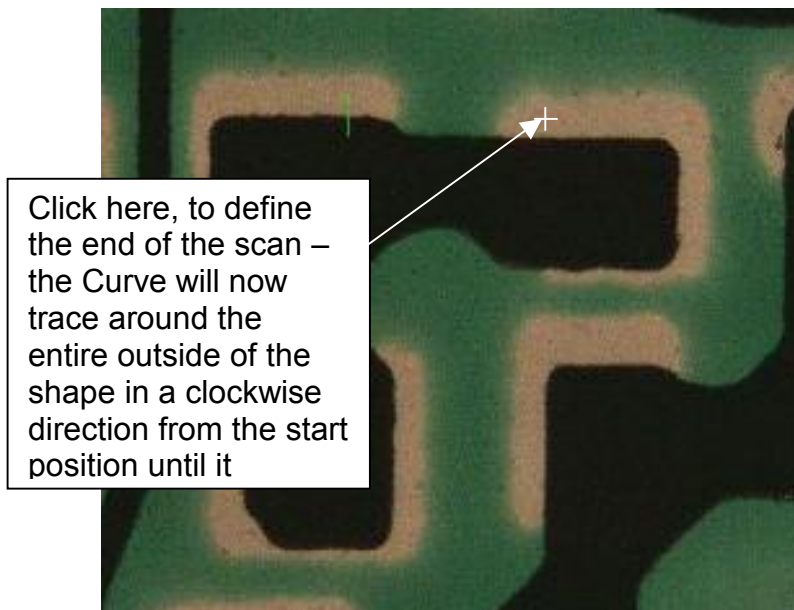 Click here, to define
the end of the scan –
the Curve will now
trace around the
entire outside of the
shape in a clockwise
direction from the start
position until it